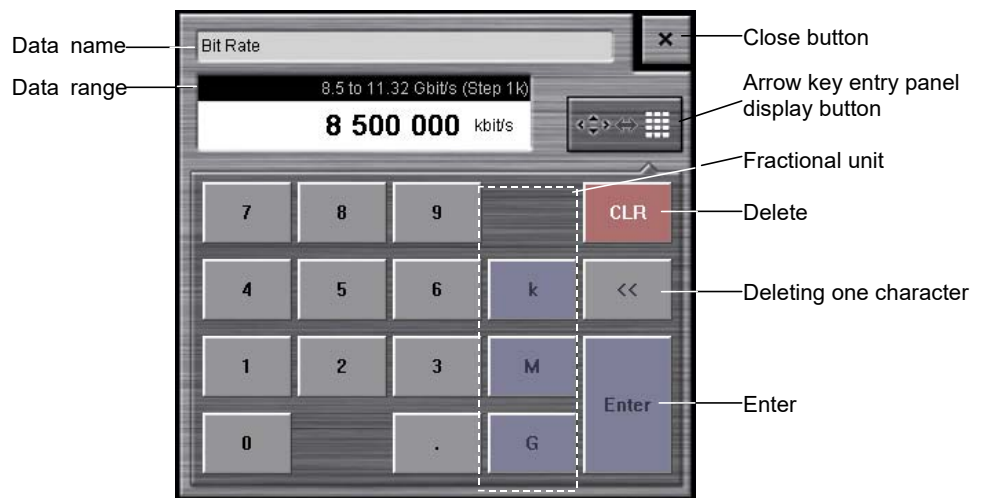 Data name
Bit Rate
×
Close button
Data range
8.5 to 11.32 Gbit/s (Step 1k)
8 500 000 kbit/s
Arrow key entry panel
display button
Fractional unit
7 8 9 CLR
Delete
4 5 6 k <<
Deleting one character
1 2 3 M
Enter
Enter
0 . G